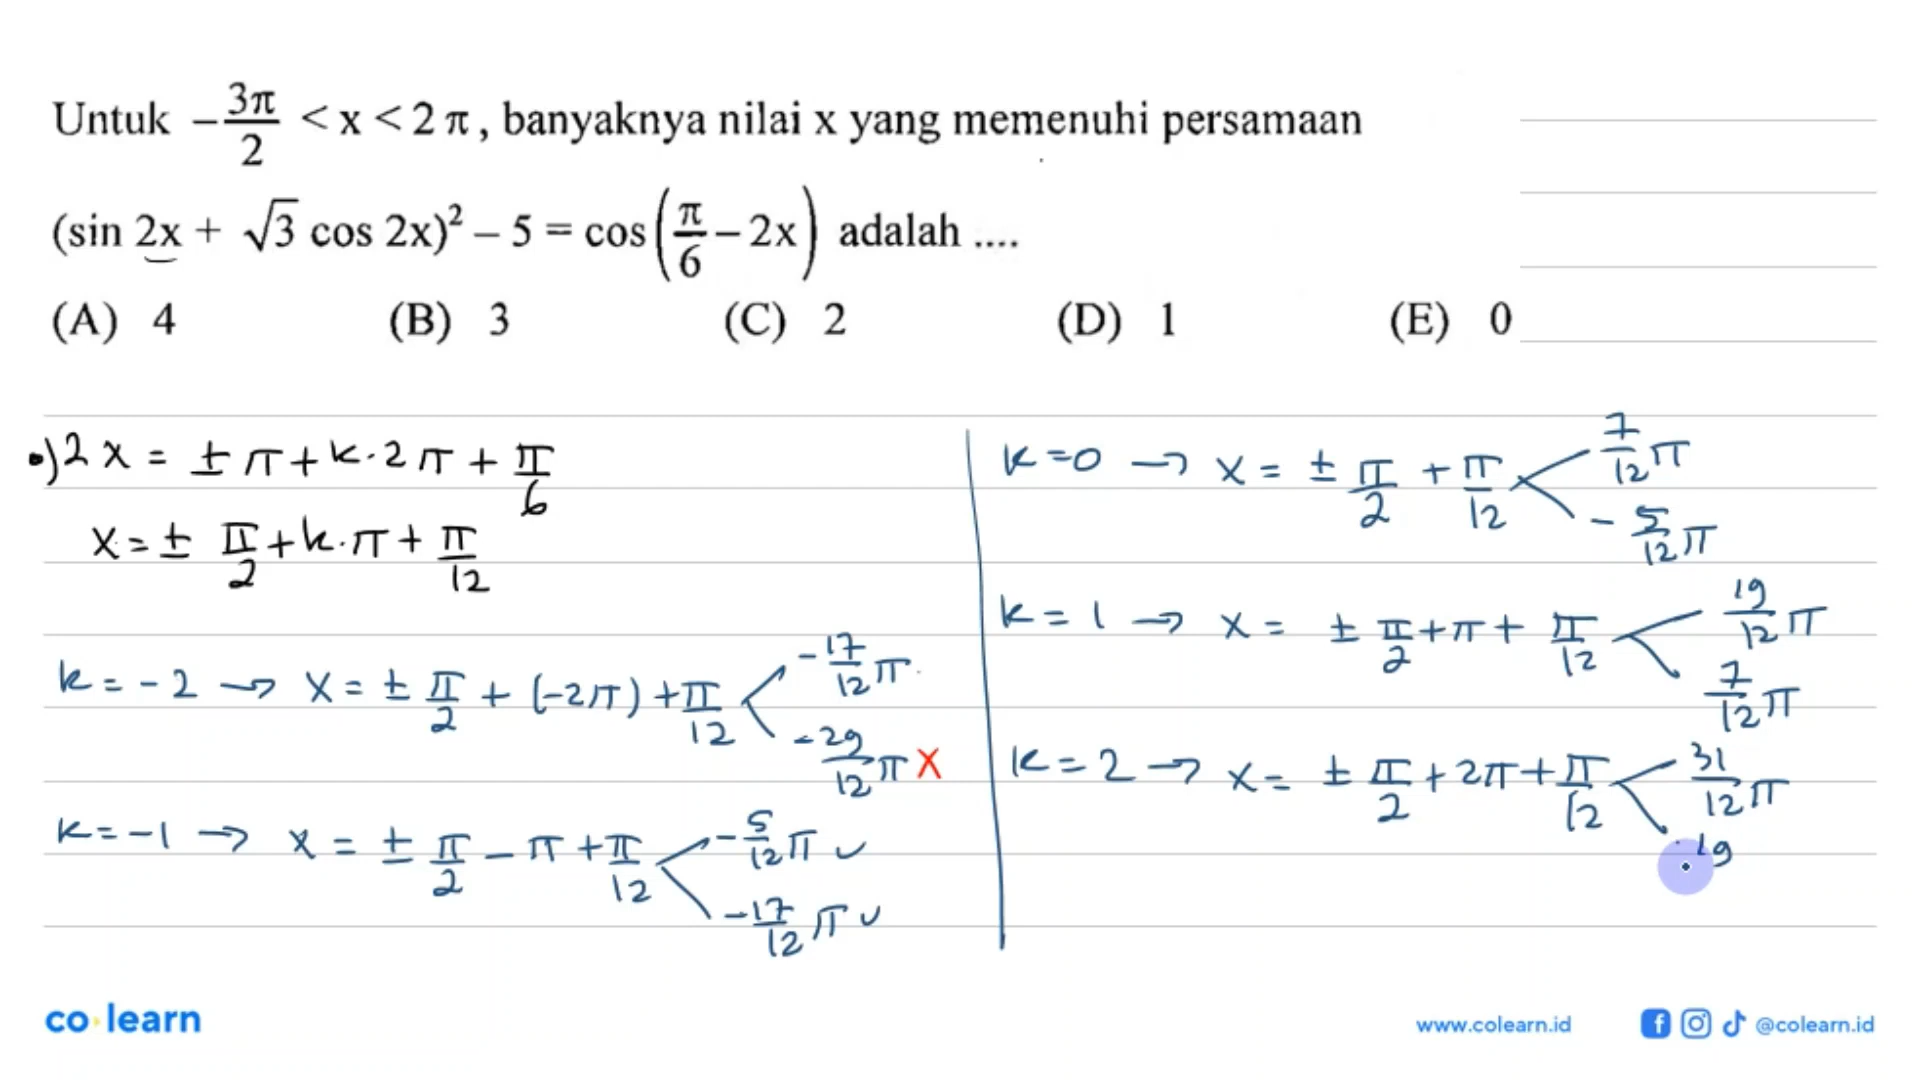 Untuk -3π/2 < x < 2π, banyaknya nilai x yang memenuhi persamaan
(sin 2x + √3 cos 2x)² – 5 = cos(π/6 – 2x) adalah ....
(A) 4 (B) 3 (C) 2 (D) 1 (E) 0
•) 2x = ± π + k·2π + π/6
x = ± π/2 + k·π + π/12
k = -2 → x = ± π/2 + (-2π) + π/12 < -17/12 π
-29/12 π X
k = -1 → x = ± π/2 - π + π/12 < -5/12 π ✓
-17/12 π ✓
k = 0 → x = ± π/2 + π/12 < 7/12 π
-5/12 π
k = 1 → x = ± π/2 + π + π/12 < 19/12 π
7/12 π
k = 2 → x = ± π/2 + 2π + π/12 < 31/12 π
19
co learn
www.colearn.id @colearn.id